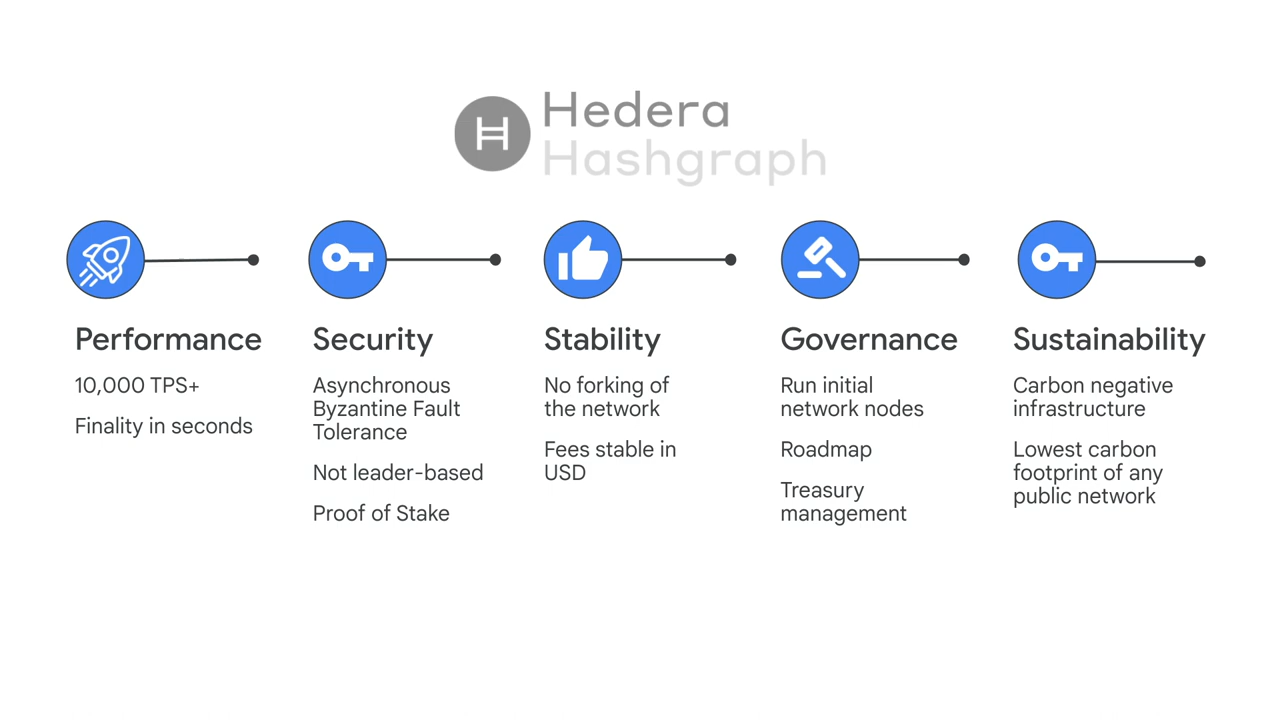 Hedera
Hashgraph
Performance
10,000 TPS+
Finality in seconds
Security
Asynchronous
Byzantine Fault
Tolerance
Not leader-based
Proof of Stake
Stability
No forking of
the network
Fees stable in
USD
Governance
Run initial
network nodes
Roadmap
Treasury
management
Sustainability
Carbon negative
infrastructure
Lowest carbon
footprint of any
public network